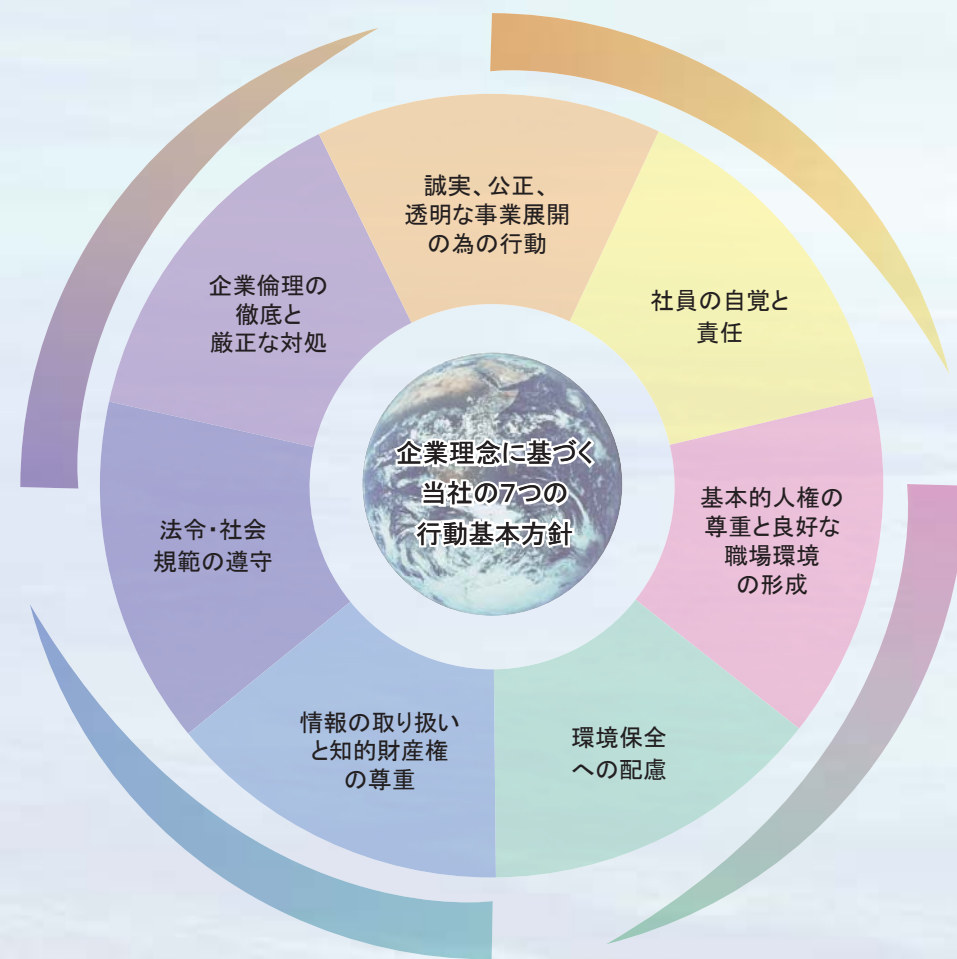 誠実、公正、
透明な事業展開
の為の行動
社員の自覚と
責任
基本的人権の
尊重と良好な
職場環境
の形成
環境保全
への配慮
情報の取り扱い
と知的財産権
の尊重
法令・社会
規範の遵守
企業倫理の
徹底と
厳正な対処
企業理念に基づく
当社の7つの
行動基本方針